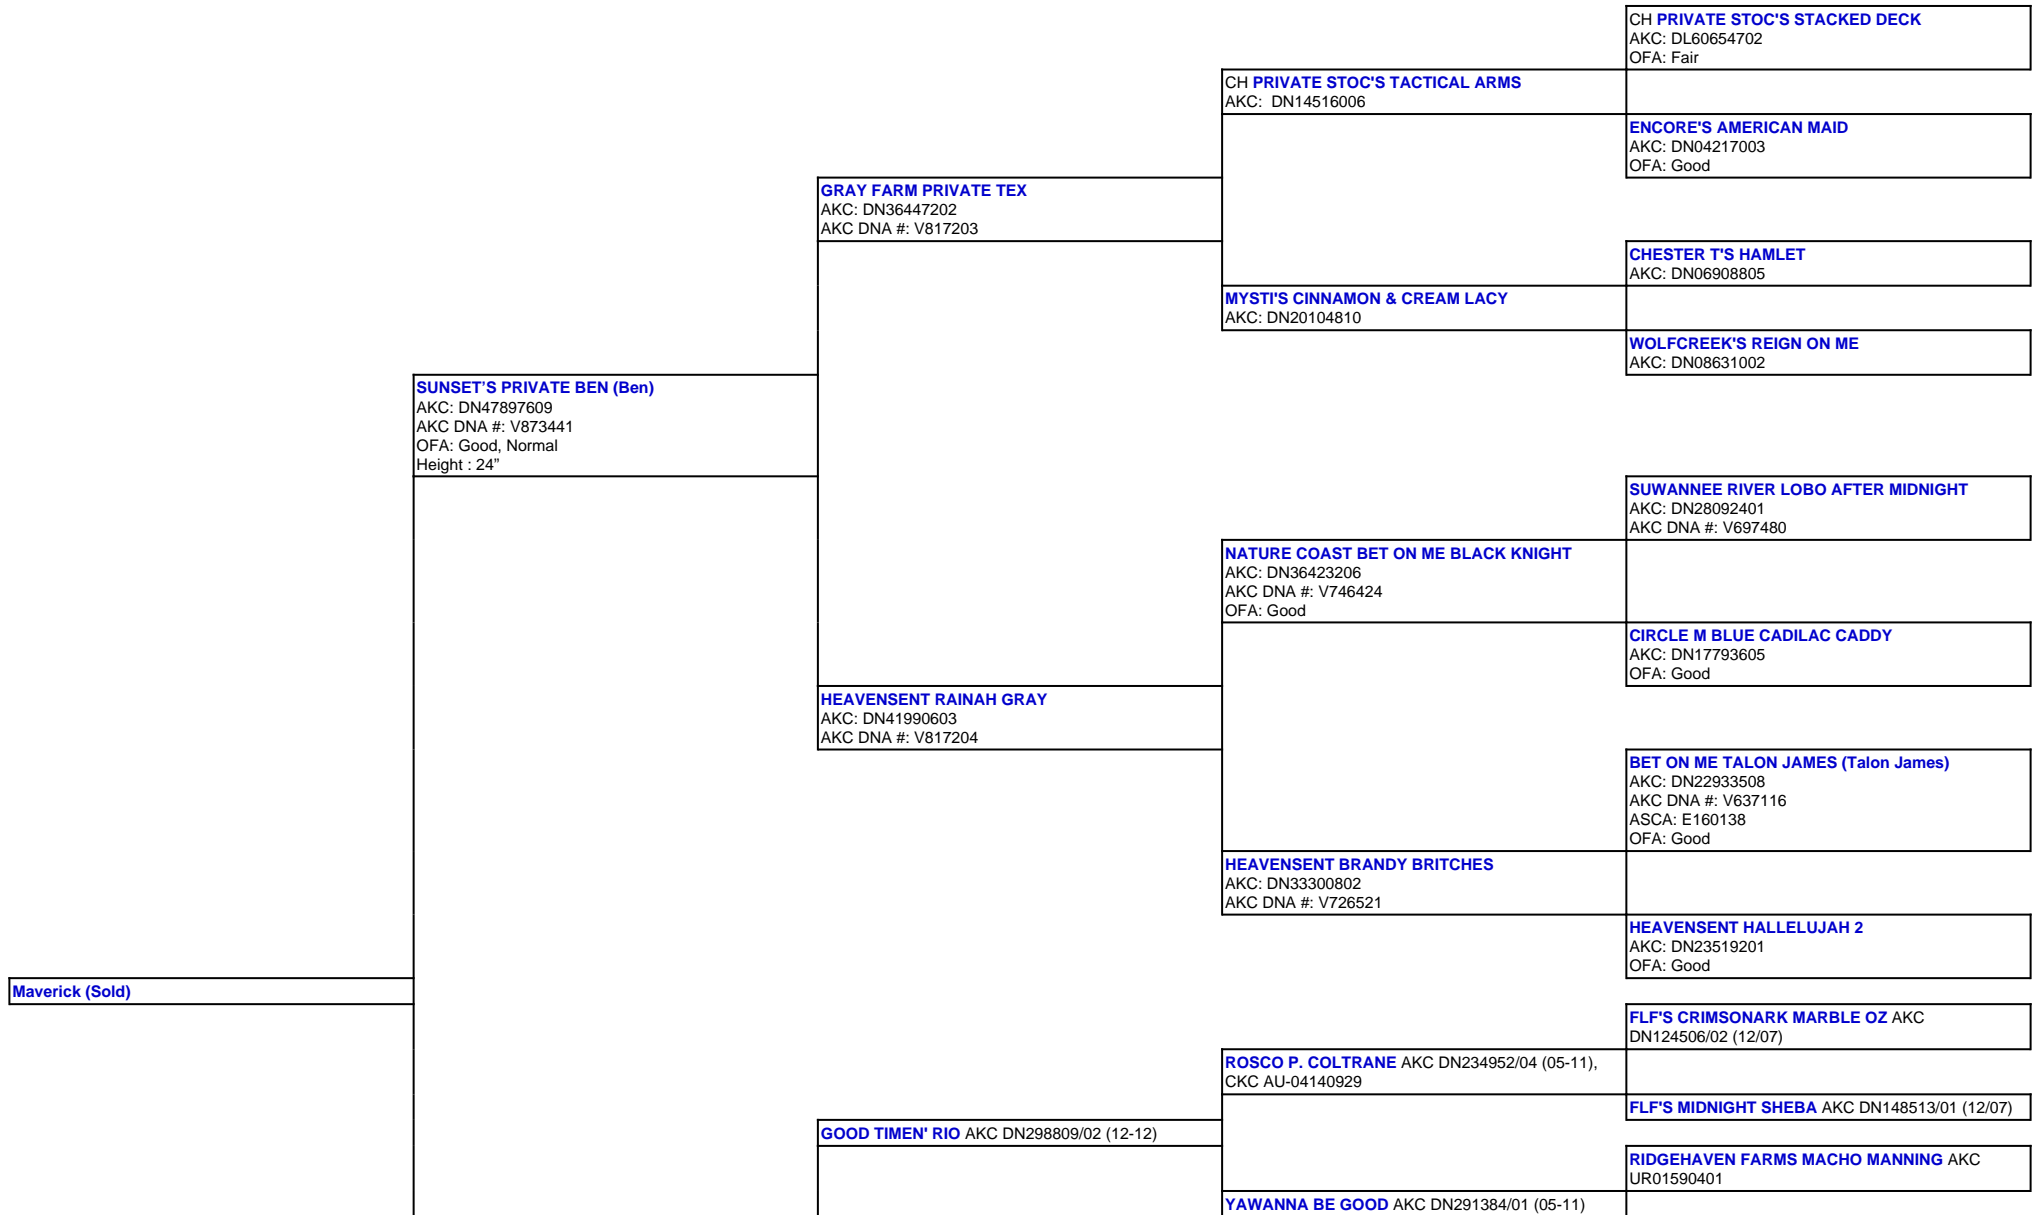 CH PRIVATE STOC'S STACKED DECK
AKC: DL60654702
OFA: Fair
CH PRIVATE STOC'S TACTICAL ARMS
AKC:  DN14516006
ENCORE'S AMERICAN MAID
AKC: DN04217003
OFA: Good
GRAY FARM PRIVATE TEX
AKC: DN36447202
AKC DNA #: V817203
CHESTER T'S HAMLET
AKC: DN06908805
MYSTI'S CINNAMON & CREAM LACY
AKC: DN20104810
WOLFCREEK'S REIGN ON ME
AKC: DN08631002
SUNSET’S PRIVATE BEN (Ben)
AKC: DN47897609
AKC DNA #: V873441
OFA: Good, Normal
Height : 24”
SUWANNEE RIVER LOBO AFTER MIDNIGHT
AKC: DN28092401
AKC DNA #: V697480
NATURE COAST BET ON ME BLACK KNIGHT
AKC: DN36423206
AKC DNA #: V746424
OFA: Good
CIRCLE M BLUE CADILAC CADDY
AKC: DN17793605
OFA: Good
HEAVENSENT RAINAH GRAY
AKC: DN41990603
AKC DNA #: V817204
BET ON ME TALON JAMES (Talon James)
AKC: DN22933508
AKC DNA #: V637116
ASCA: E160138
OFA: Good
HEAVENSENT BRANDY BRITCHES
AKC: DN33300802
AKC DNA #: V726521
HEAVENSENT HALLELUJAH 2
AKC: DN23519201
OFA: Good
Maverick (Sold)
FLF'S CRIMSONARK MARBLE OZ AKC
DN124506/02 (12/07)
ROSCO P. COLTRANE AKC DN234952/04 (05-11),
CKC AU-04140929
FLF'S MIDNIGHT SHEBA AKC DN148513/01 (12/07)
GOOD TIMEN' RIO AKC DN298809/02 (12-12)
RIDGEHAVEN FARMS MACHO MANNING AKC
UR01590401
YAWANNA BE GOOD AKC DN291384/01 (05-11)